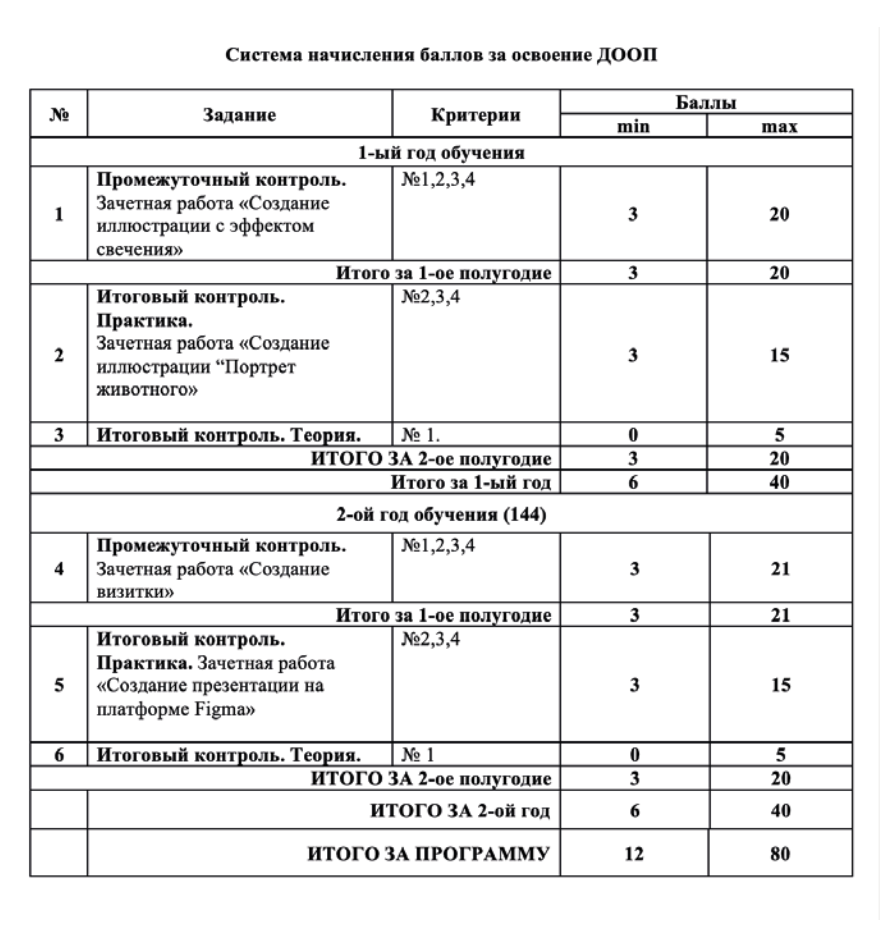 Система начисления баллов за освоение ДООП
№ Задание Критерии Баллы
min max
1-ый год обучения
Промежуточный контроль. №1,2,3,4
Зачетная работа «Создание
иллюстрации с эффектом
свечения»
1 3 20
Итого за 1-ое полугодие 3 20
Итоговый контроль. №2,3,4
Практика.
Зачетная работа «Создание
иллюстрации “Портрет
животного»
2 3 15
3 Итоговый контроль. Теория. № 1. 0 5
ИТОГО ЗА 2-ое полугодие 3 20
Итого за 1-ый год 6 40
2-ой год обучения (144)
Промежуточный контроль. №1,2,3,4
Зачетная работа «Создание
визитки»
4 3 21
Итого за 1-ое полугодие 3 21
Итоговый контроль. №2,3,4
Практика. Зачетная работа
«Создание презентации на
платформе Figma»
5 3 15
6 Итоговый контроль. Теория. № 1 0 5
ИТОГО ЗА 2-ое полугодие 3 20
ИТОГО ЗА 2-ой год 6 40
ИТОГО ЗА ПРОГРАММУ 12 80